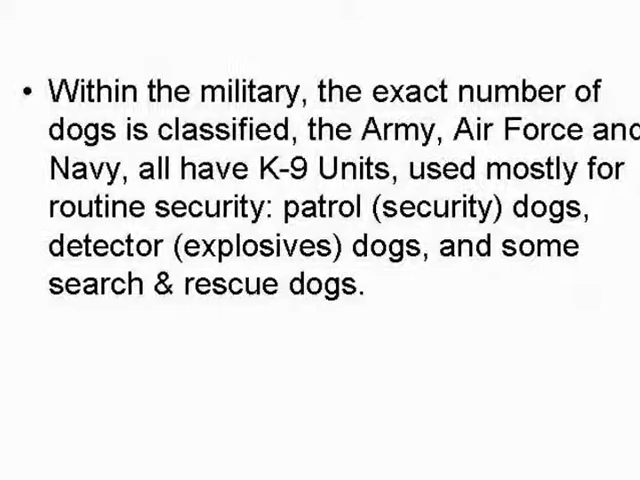 • Within the military, the exact number of
dogs is classified, the Army, Air Force and
Navy, all have K-9 Units, used mostly for
routine security: patrol (security) dogs,
detector (explosives) dogs, and some
search & rescue dogs.